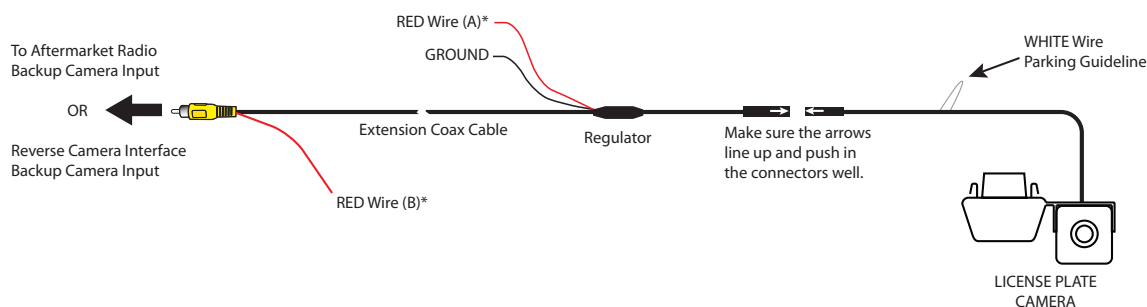 To Aftermarket Radio
Backup Camera Input
OR
Reverse Camera Interface
Backup Camera Input
RED Wire (A)*
GROUND
Extension Coax Cable
RED Wire (B)*
Regulator
Make sure the arrows
line up and push in
the connectors well.
WHITE Wire
Parking Guideline
LICENSE PLATE
CAMERA